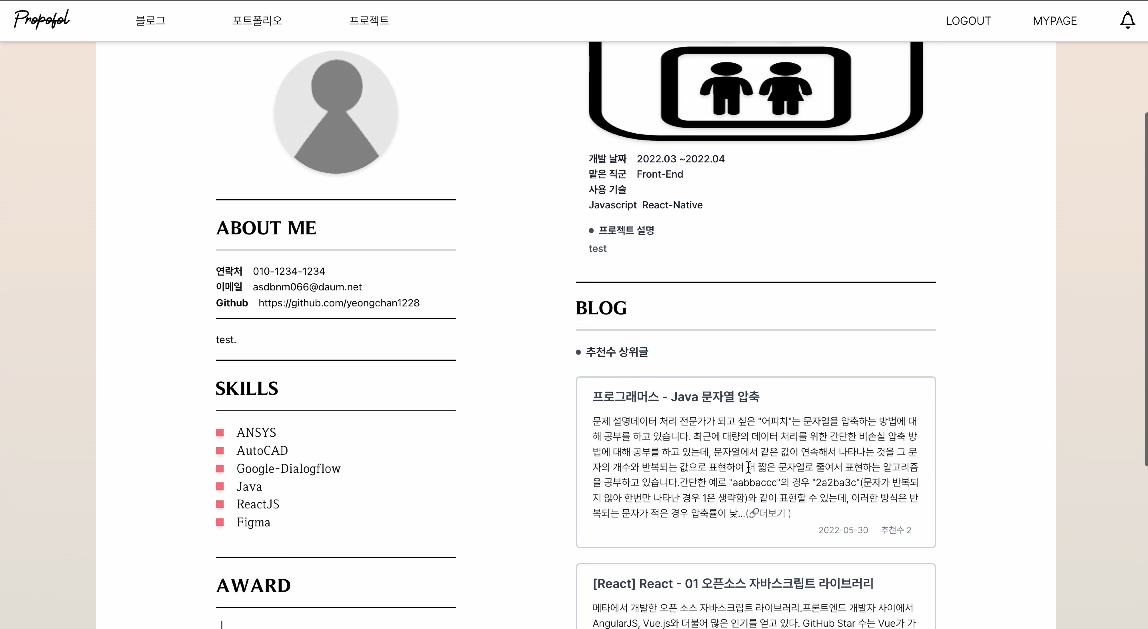 Propofol
블로그
포트폴리오
프로젝트
LOGOUT
MYPAGE
ABOUT ME
연락처 010-1234-1234
이메일 asdbnm066@daum.net
Github https://github.com/yeongchan1228
test.
SKILLS
ANSYS
AutoCAD
Google-Dialogflow
Java
ReactJS
Figma
AWARD
개발 날짜 2022.03 ~2022.04
맡은 직군 Front-End
사용 기술
Javascript React-Native
프로젝트 설명
test
BLOG
추천수 상위글
프로그래머스 - Java 문자열 압축
문제 설명데이터 처리 전문가가 되고 싶은 "어피치"는 문자열을 압축하는 방법에 대
해 공부를 하고 있습니다. 최근에 대량의 데이터 처리를 위한 간단한 비손실 압축 방
법에 대해 공부를 하고 있는데, 문자열에서 같은 값이 연속해서 나타나는 것을 그 문
자의 개수와 반복되는 값으로 표현하여 더 짧은 문자열로 줄여서 표현하는 알고리즘
을 공부하고 있습니다.간단한 예로 "aabbaccc"의 경우 "2a2ba3c"(문자가 반복되
지 않아 한번만 나타난 경우 1은 생략함)와 같이 표현할 수 있는데, 이러한 방식은 반
복되는 문자가 적은 경우 압축률이 낮...(🔗더보기 )
2022-05-30 추천수 2
[React] React - 01 오픈소스 자바스크립트 라이브러리
메타에서 개발한 오픈 소스 자바스크립트 라이브러리.프론트엔드 개발자 사이에서
AngularJS, Vue.js와 더불어 많은 인기를 얻고 있다. GitHub Star 수는 Vue가 가